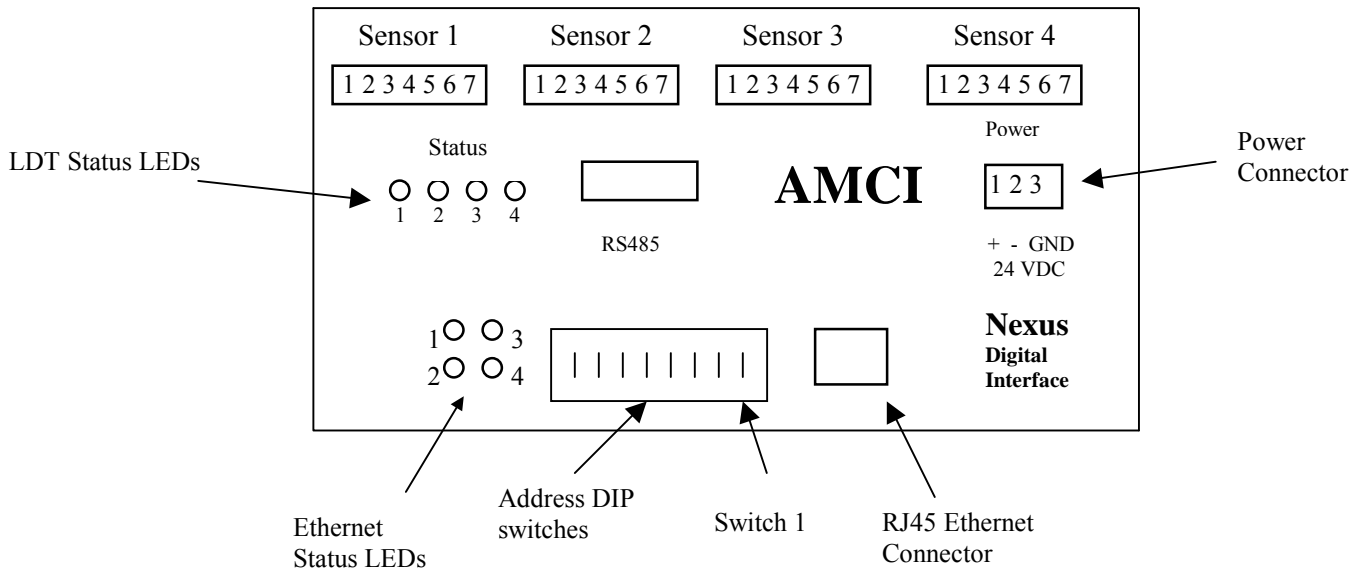 Sensor 1 Sensor 2 Sensor 3 Sensor 4
1 2 3 4 5 6 7 1 2 3 4 5 6 7 1 2 3 4 5 6 7 1 2 3 4 5 6 7
Power
Status
LDT Status LEDs
Power
Connector
AMCI
1 2 3
1 2 3 4
RS485
+ - GND
24 VDC
Nexus
Digital
Interface
1 3
2 4
Address DIP
switches
Switch 1
RJ45 Ethernet
Connector
Ethernet
Status LEDs